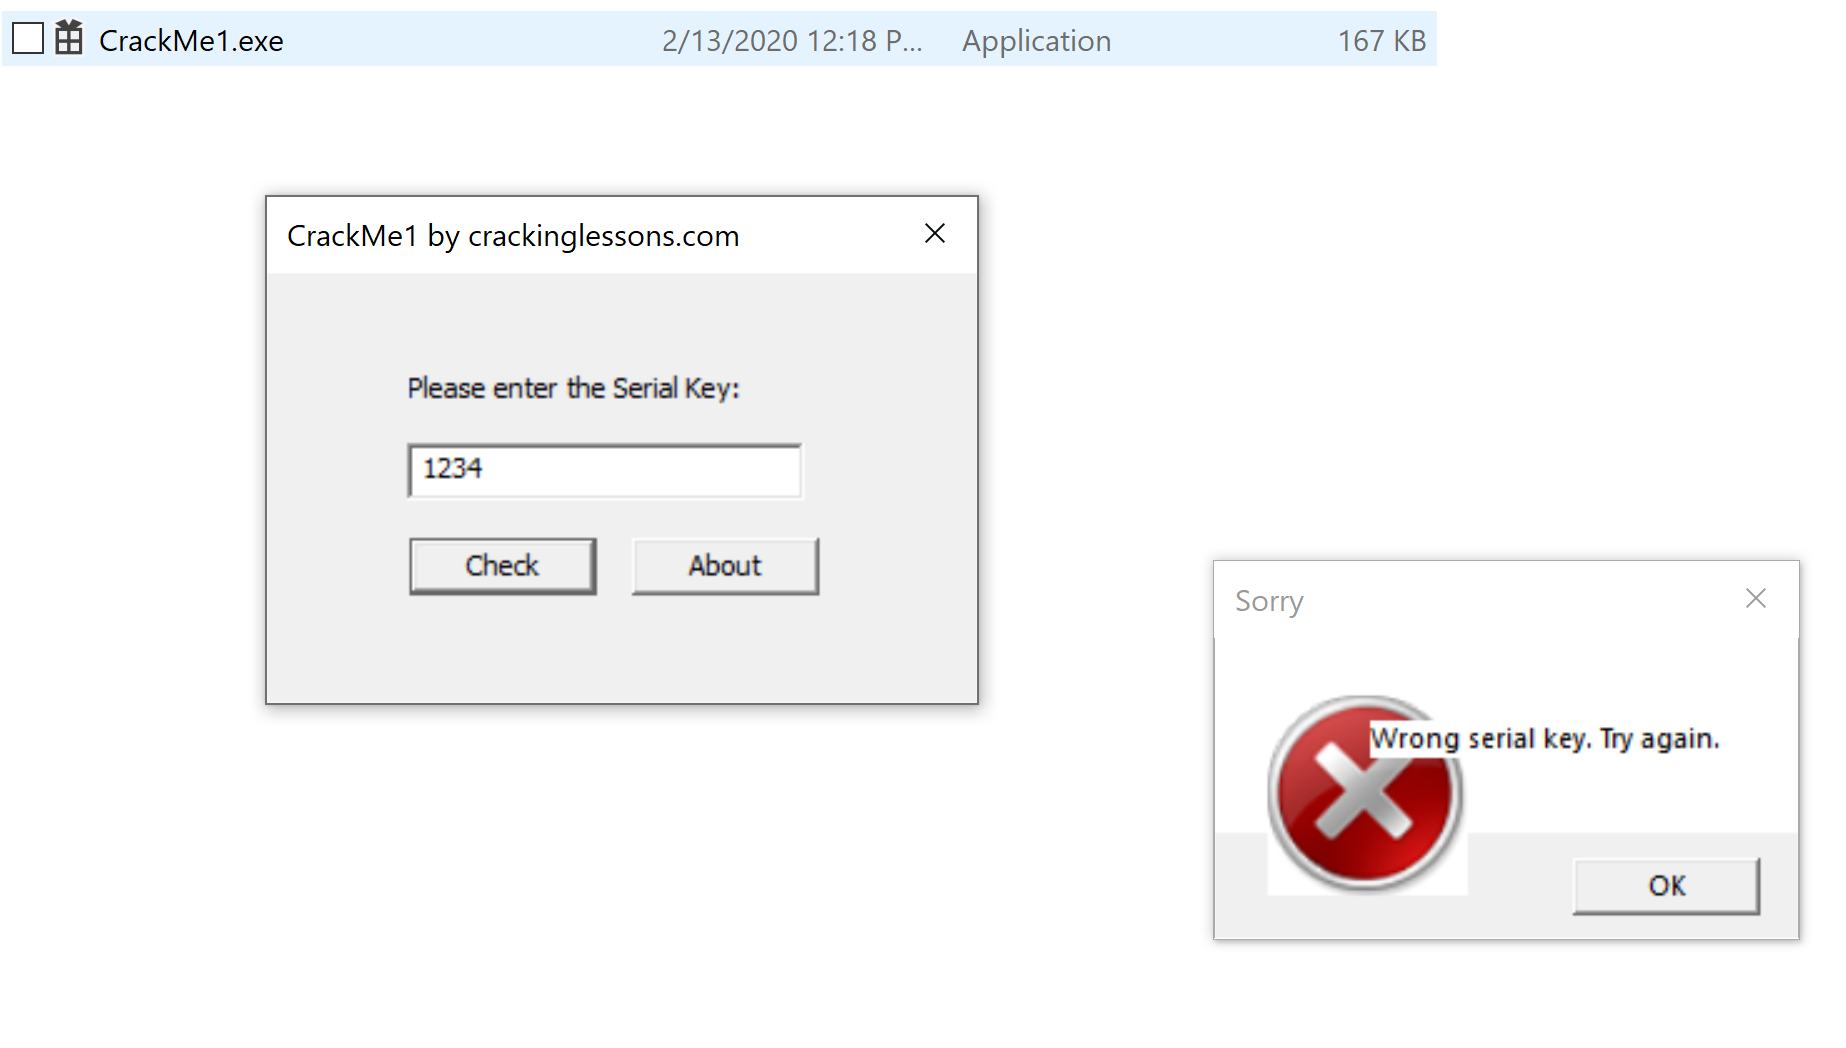 CrackMe1.exe 2/13/2020 12:18 P... Application 167 KB
CrackMe1 by crackinglessons.com
Please enter the Serial Key:
1234
Check About
Sorry
Wrong serial key. Try again.
OK